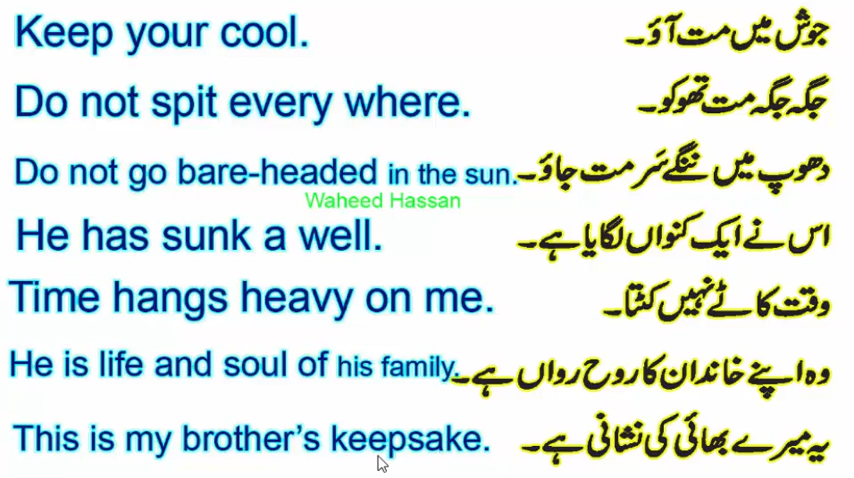 Keep your cool. جوش میں مت آؤ۔
Do not spit every where. جگہ جگہ مت تھوکو۔
Do not go bare-headed in the sun. دھوپ میں ننگے سَر مت جاؤ۔
Waheed Hassan
He has sunk a well. اس نے ایک کنواں لگایا ہے۔
Time hangs heavy on me. وقت کاٹے نہیں کٹتا۔
He is life and soul of his family. وہ اپنے خاندان کا روح رواں ہے۔
This is my brother’s keepsake. یہ میرے بھائی کی نشانی ہے۔